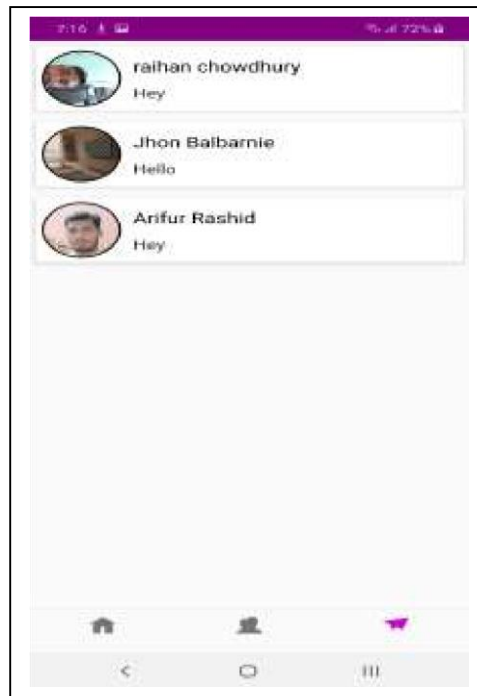 7:16 72%
raihan chowdhury
Hey
Jhon Balbarnie
Hello
Arifur Rashid
Hey